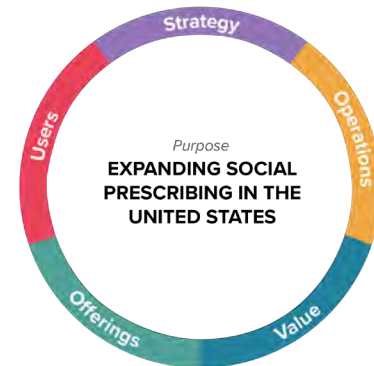 Strategy
Users
Operations
Purpose
EXPANDING SOCIAL
PRESCRIBING IN THE
UNITED STATES
Offerings
Value